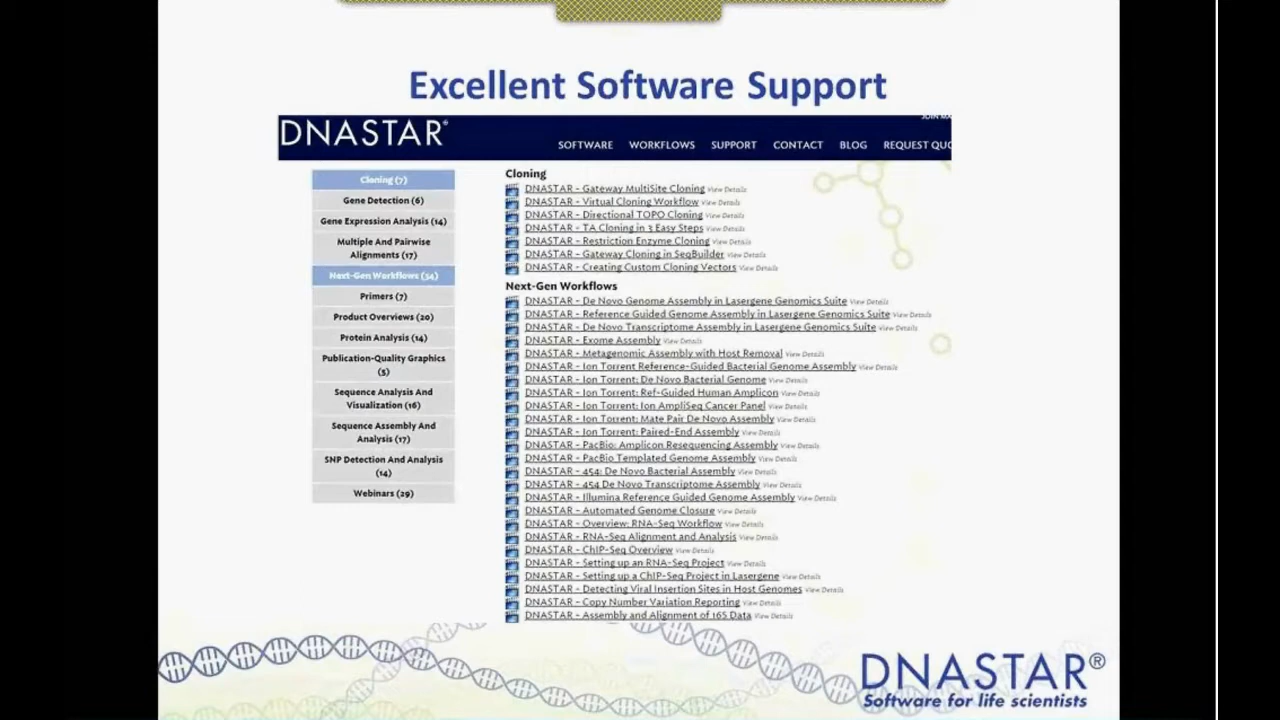 Excellent Software Support
DNASTAR®
SOFTWARE WORKFLOWS SUPPORT CONTACT BLOG REQUEST QUO
Cloning (7)
Gene Detection (6)
Gene Expression Analysis (14)
Multiple And Pairwise
Alignments (17)
Next-Gen Workflows (54)
Primers (7)
Product Overviews (20)
Protein Analysis (14)
Publication-Quality Graphics
(5)
Sequence Analysis And
Visualization (16)
Sequence Assembly And
Analysis (17)
SNP Detection And Analysis
(14)
Webinars (29)
Cloning
DNASTAR - Gateway MultiSite Cloning View Details
DNASTAR - Virtual Cloning Workflow View Details
DNASTAR - Directional TOPO Cloning View Details
DNASTAR - TA Cloning in 3 Easy Steps View Details
DNASTAR - Restriction Enzyme Cloning View Details
DNASTAR - Gateway Cloning in SeqBuilder View Details
DNASTAR - Creating Custom Cloning Vectors View Details
Next-Gen Workflows
DNASTAR - De Novo Genome Assembly in Lasergene Genomics Suite View Details
DNASTAR - Reference Guided Genome Assembly in Lasergene Genomics Suite View Details
DNASTAR - De Novo Transcriptome Assembly in Lasergene Genomics Suite View Details
DNASTAR - Exome Assembly View Details
DNASTAR - Metagenomic Assembly with Host Removal View Details
DNASTAR - Ion Torrent Reference-Guided Bacterial Genome Assembly View Details
DNASTAR - Ion Torrent: De Novo Bacterial Genome View Details
DNASTAR - Ion Torrent: Ref-Guided Human Amplicon View Details
DNASTAR - Ion Torrent: Ion AmpliSeq Cancer Panel View Details
DNASTAR - Ion Torrent: Mate Pair De Novo Assembly View Details
DNASTAR - Ion Torrent: Paired-End Assembly View Details
DNASTAR - PacBio: Amplicon Resequencing Assembly View Details
DNASTAR - PacBio Templated Genome Assembly View Details
DNASTAR - 454: De Novo Bacterial Assembly View Details
DNASTAR - 454 De Novo Transcriptome Assembly View Details
DNASTAR - Illumina Reference Guided Genome Assembly View Details
DNASTAR - Automated Genome Closure View Details
DNASTAR - Overview: RNA-Seq Workflow View Details
DNASTAR - RNA-Seq Alignment and Analysis View Details
DNASTAR - ChIP-Seq Overview View Details
DNASTAR - Setting up an RNA-Seq Project View Details
DNASTAR - Setting up a ChIP-Seq Project in Lasergene View Details
DNASTAR - Detecting Viral Insertion Sites in Host Genomes View Details
DNASTAR - Copy Number Variation Reporting View Details
DNASTAR - Assembly and Alignment of 16S Data View Details
DNASTAR®
Software for life scientists